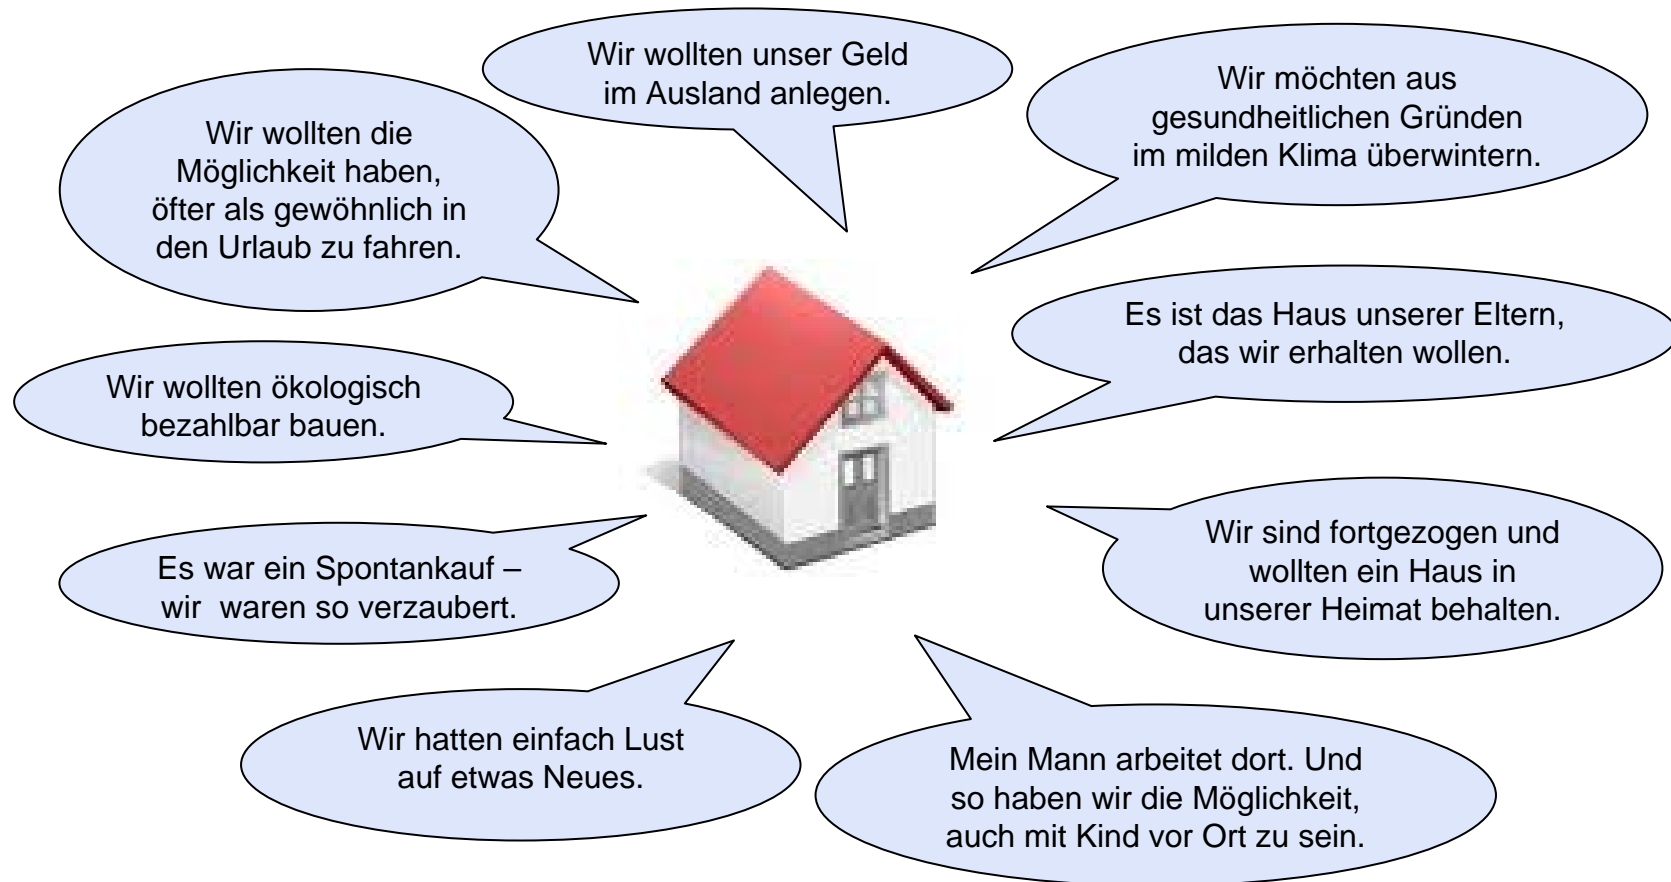 Wir wollten unser Geld
im Ausland anlegen.
Wir möchten aus
gesundheitlichen Gründen
im milden Klima überwintern.
Wir wollten die
Möglichkeit haben,
öfter als gewöhnlich in
den Urlaub zu fahren.
Es ist das Haus unserer Eltern,
das wir erhalten wollen.
Wir wollten ökologisch
bezahlbar bauen.
Wir sind fortgezogen und
wollten ein Haus in
unserer Heimat behalten.
Es war ein Spontankauf –
wir waren so verzaubert.
Wir hatten einfach Lust
auf etwas Neues.
Mein Mann arbeitet dort. Und
so haben wir die Möglichkeit,
auch mit Kind vor Ort zu sein.